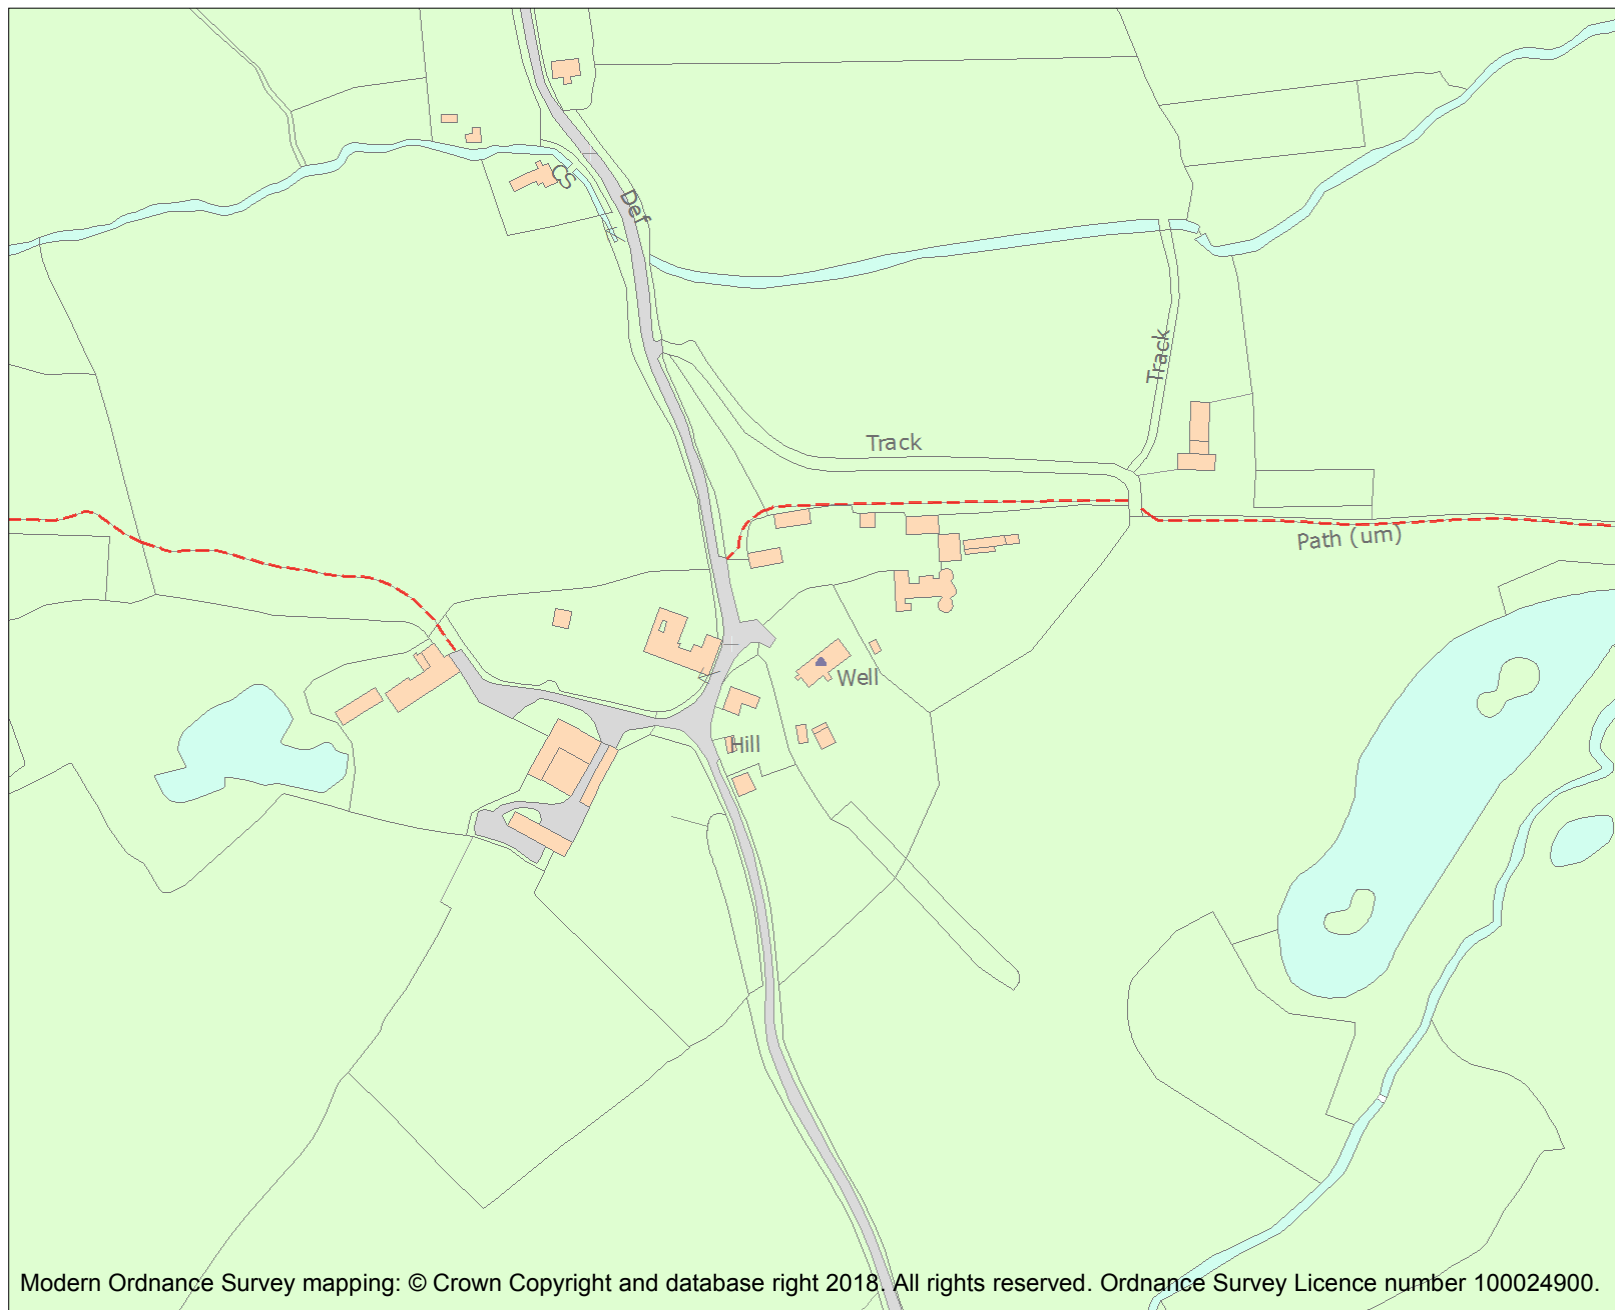 CS
Def
Track
Track
Path (um)
Well
Hill
Modern Ordnance Survey mapping: © Crown Copyright and database right 2018. All rights reserved. Ordnance Survey Licence number 100024900.